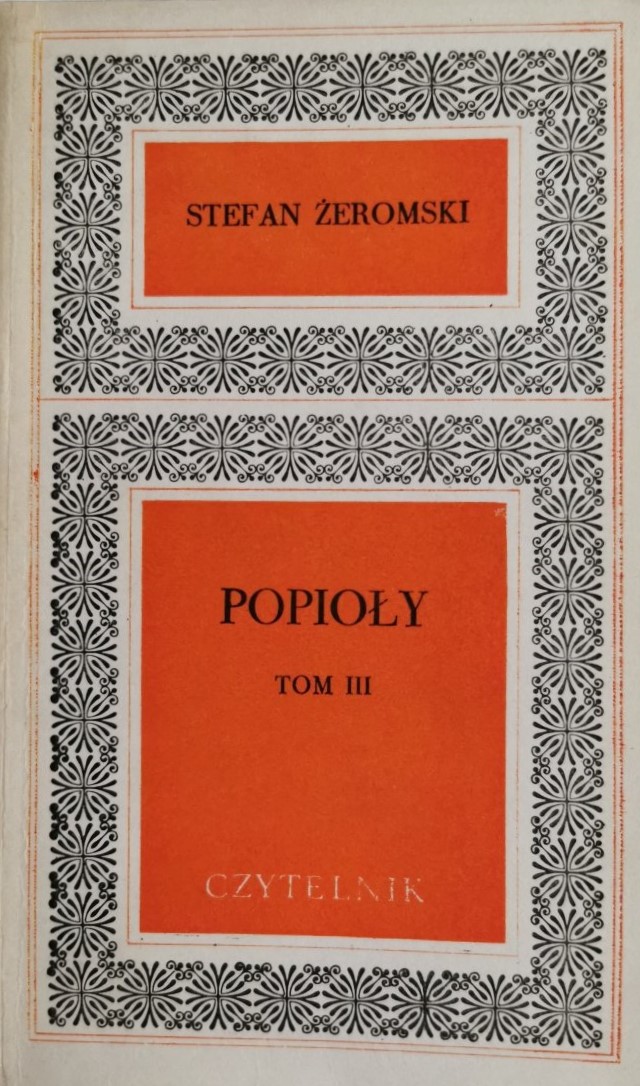 STEFAN ŻEROMSKI
POPIOŁY
TOM III
CZYTELNIK